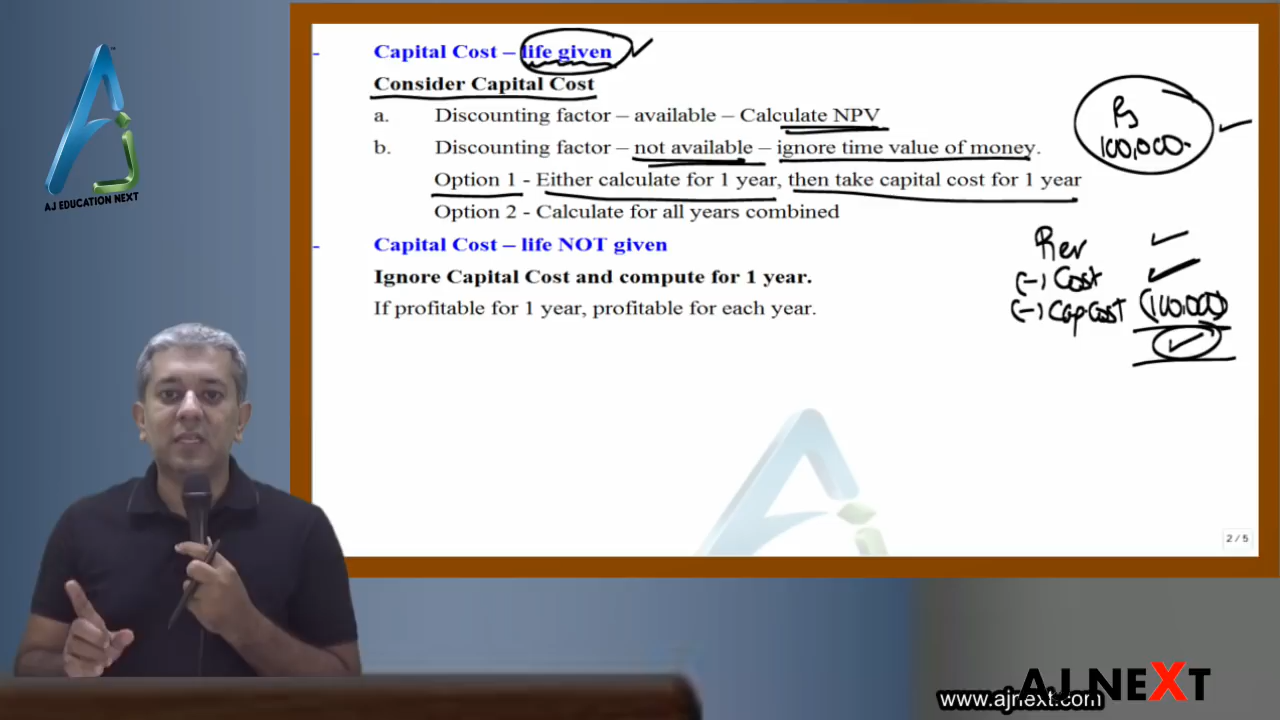 AJ EDUCATION NEXT
- Capital Cost – life given
Consider Capital Cost
a. Discounting factor – available – Calculate NPV
b. Discounting factor – not available – ignore time value of money.
Option 1 - Either calculate for 1 year, then take capital cost for 1 year
Option 2 - Calculate for all years combined
- Capital Cost – life NOT given
Ignore Capital Cost and compute for 1 year.
If profitable for 1 year, profitable for each year.
Rs
100,000
Rev
(-) Cost
(-) Cap Cost (100,000)
2 / 5
AJ NEXT
www.ajnext.com